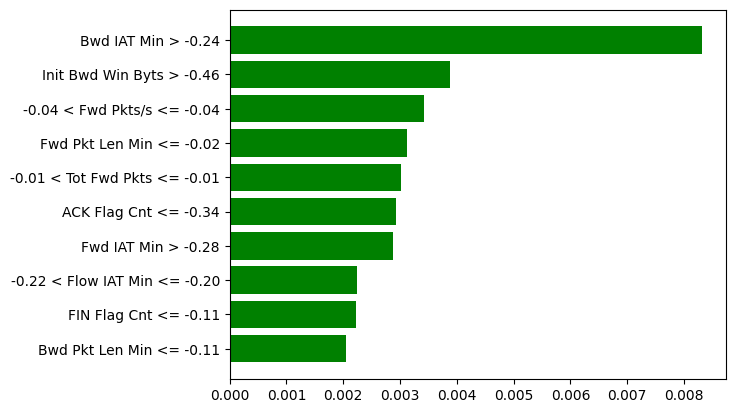 Bwd IAT Min > -0.24
Init Bwd Win Byts > -0.46
-0.04 < Fwd Pkts/s <= -0.04
Fwd Pkt Len Min <= -0.02
-0.01 < Tot Fwd Pkts <= -0.01
ACK Flag Cnt <= -0.34
Fwd IAT Min > -0.28
-0.22 < Flow IAT Min <= -0.20
FIN Flag Cnt <= -0.11
Bwd Pkt Len Min <= -0.11
0.000 0.001 0.002 0.003 0.004 0.005 0.006 0.007 0.008